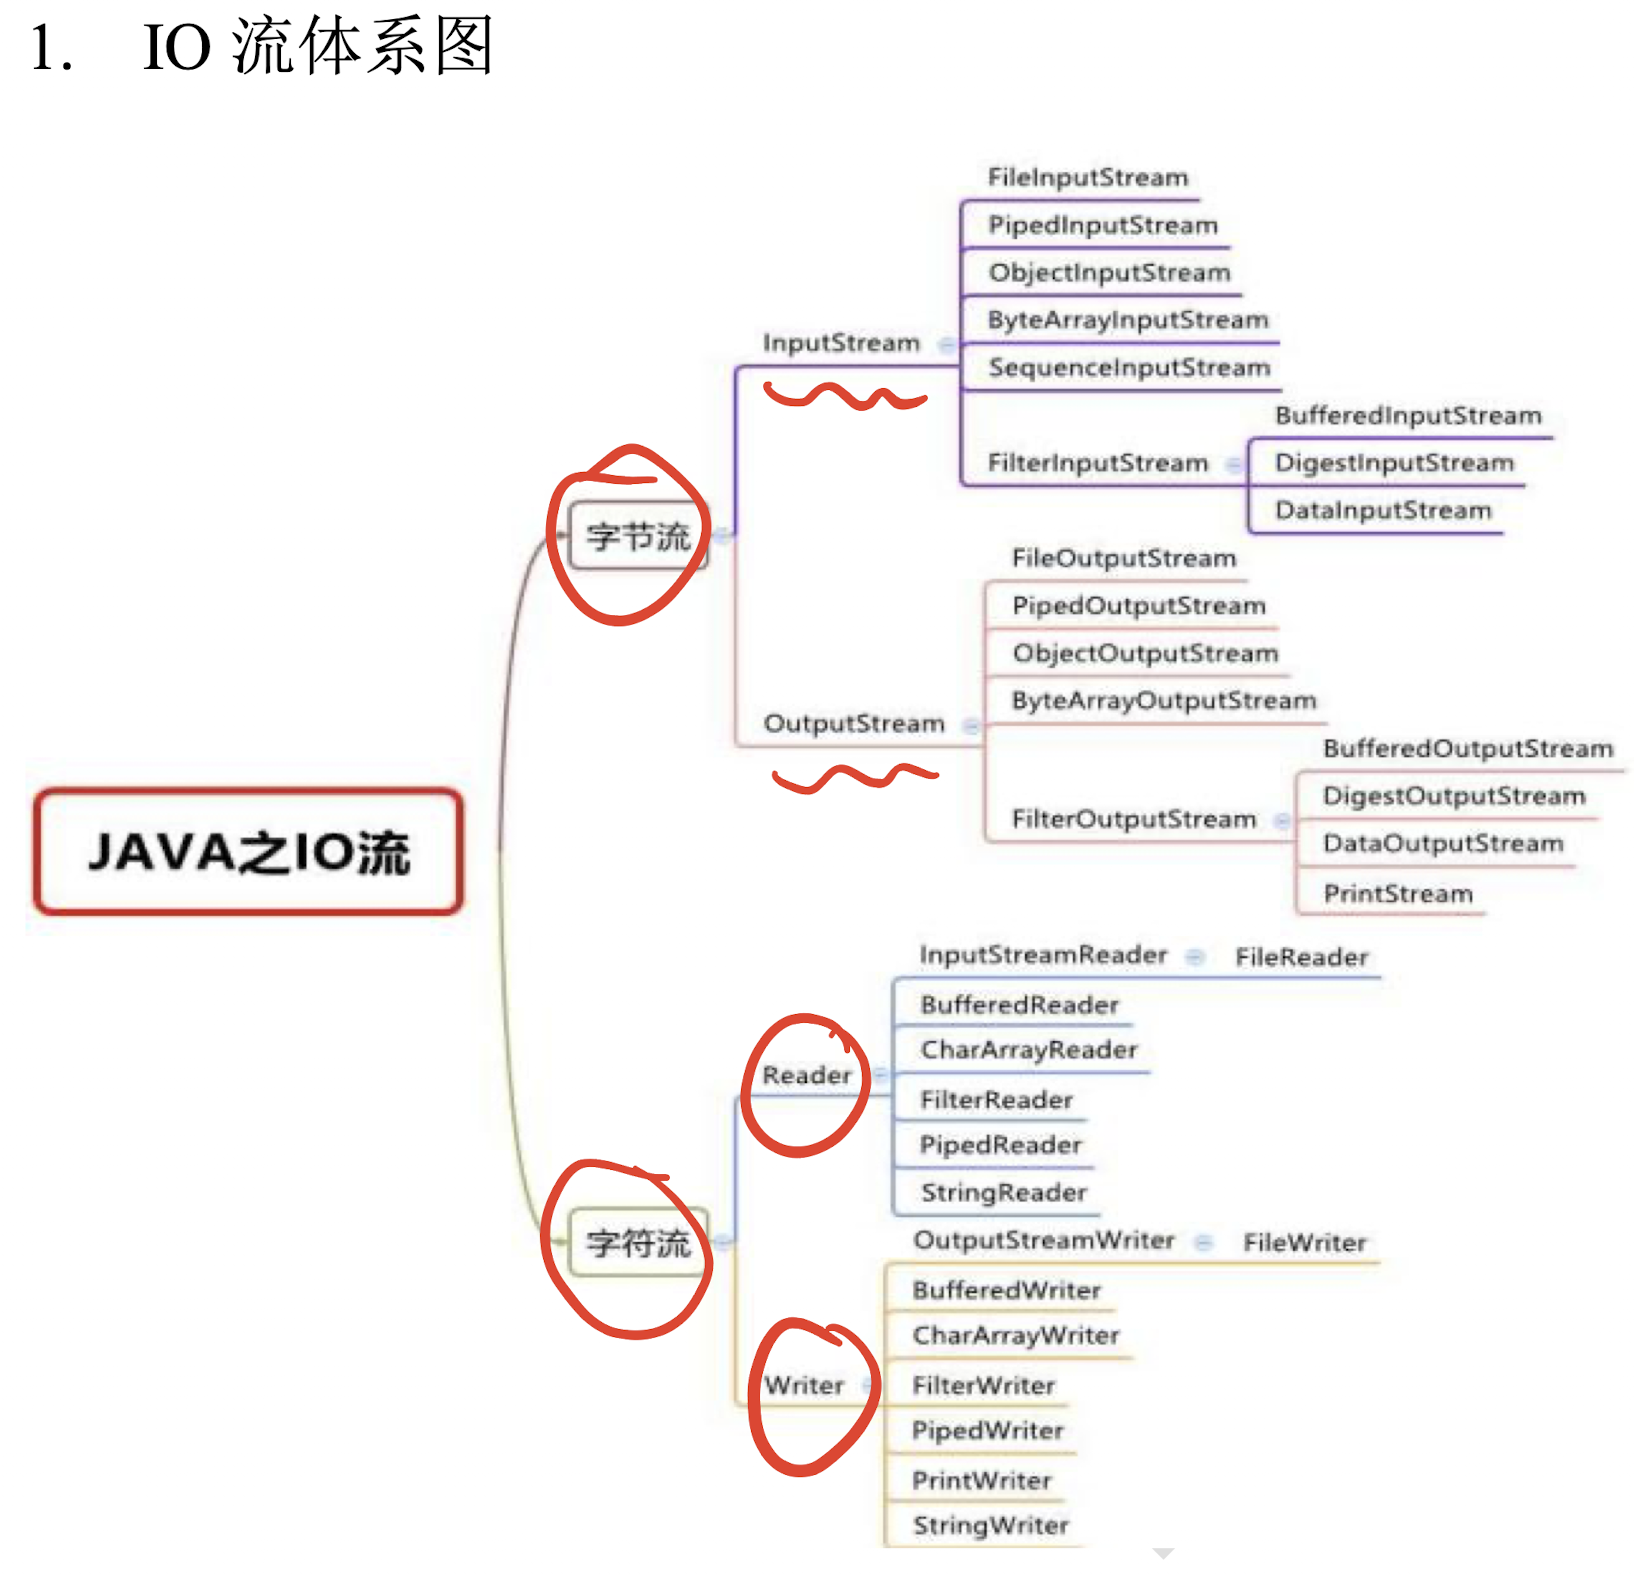 1. IO 流体系图
FileInputStream
PipedInputStream
ObjectInputStream
ByteArrayInputStream
InputStream
SequenceInputStream
BufferedInputStream
FilterInputStream
DigestInputStream
DataInputStream
字节流
FileOutputStream
PipedOutputStream
ObjectOutputStream
ByteArrayOutputStream
OutputStream
BufferedOutputStream
DigestOutputStream
FilterOutputStream
DataOutputStream
PrintStream
JAVA之IO流
InputStreamReader FileReader
BufferedReader
CharArrayReader
Reader
FilterReader
PipedReader
StringReader
字符流
OutputStreamWriter FileWriter
BufferedWriter
CharArrayWriter
Writer
FilterWriter
PipedWriter
PrintWriter
StringWriter